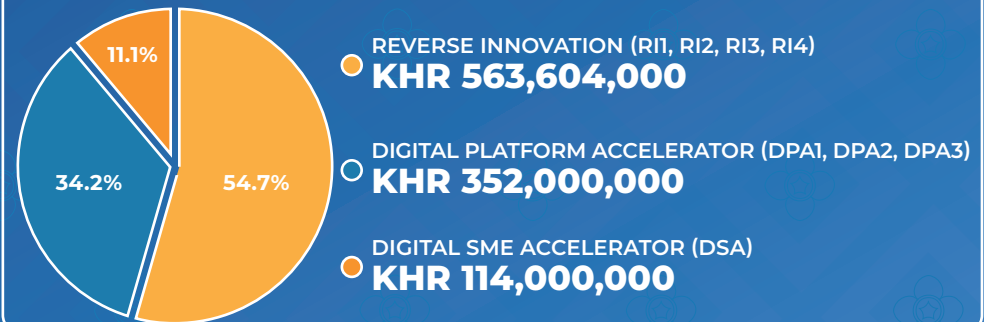 11.1%
34.2%
54.7%
REVERSE INNOVATION (RI1, RI2, RI3, RI4)
KHR 563,604,000
DIGITAL PLATFORM ACCELERATOR (DPA1, DPA2, DPA3)
KHR 352,000,000
DIGITAL SME ACCELERATOR (DSA)
KHR 114,000,000